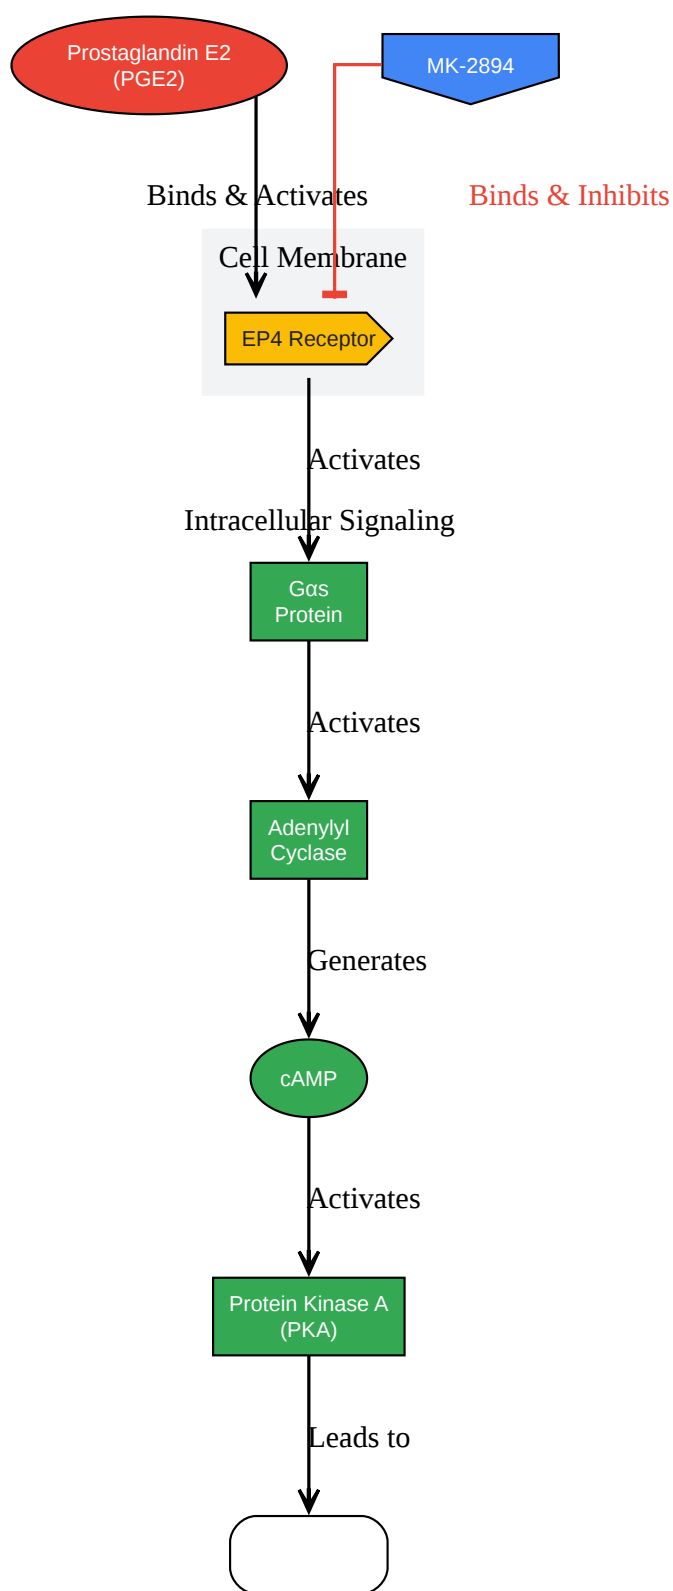 Prostaglandin E2
(PGE2)
MK-2894
Binds & Activates
Binds & Inhibits
Cell Membrane
EP4 Receptor
Activates
Intracellular Signaling
Gαs
Protein
Activates
Adenylyl
Cyclase
Generates
cAMP
Activates
Protein Kinase A
(PKA)
Leads to